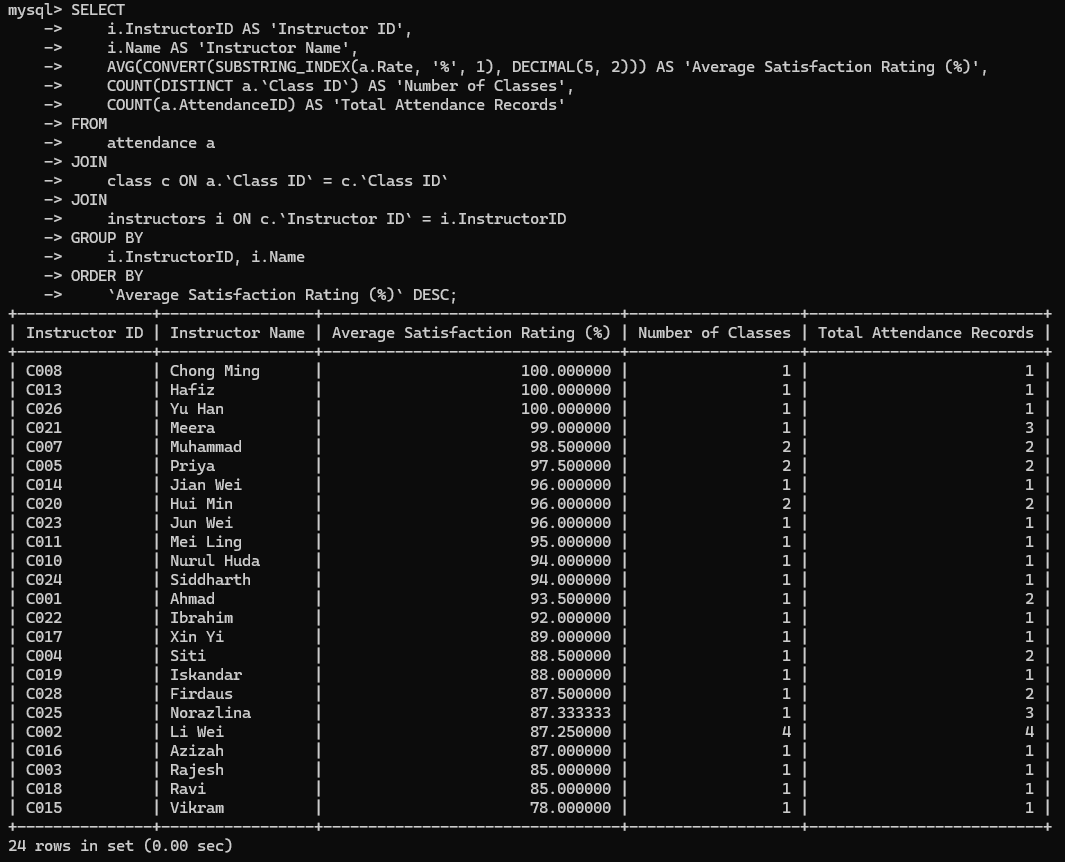 mysql> SELECT
    ->     i.InstructorID AS 'Instructor ID',
    ->     i.Name AS 'Instructor Name',
    ->     AVG(CONVERT(SUBSTRING_INDEX(a.Rate, '%', 1), DECIMAL(5, 2))) AS 'Average Satisfaction Rating (%)',
    ->     COUNT(DISTINCT a.`Class ID`) AS 'Number of Classes',
    ->     COUNT(a.AttendanceID) AS 'Total Attendance Records'
    -> FROM
    ->     attendance a
    -> JOIN
    ->     class c ON a.`Class ID` = c.`Class ID`
    -> JOIN
    ->     instructors i ON c.`Instructor ID` = i.InstructorID
    -> GROUP BY
    ->     i.InstructorID, i.Name
    -> ORDER BY
    ->     `Average Satisfaction Rating (%)` DESC;
+---------------+-----------------+---------------------------------+-------------------+--------------------------+
| Instructor ID | Instructor Name | Average Satisfaction Rating (%) | Number of Classes | Total Attendance Records |
+---------------+-----------------+---------------------------------+-------------------+--------------------------+
| C008          | Chong Ming      |                      100.000000 |                 1 |                        1 |
| C013          | Hafiz           |                      100.000000 |                 1 |                        1 |
| C026          | Yu Han          |                      100.000000 |                 1 |                        1 |
| C021          | Meera           |                       99.000000 |                 1 |                        3 |
| C007          | Muhammad        |                       98.500000 |                 2 |                        2 |
| C005          | Priya           |                       97.500000 |                 2 |                        2 |
| C014          | Jian Wei        |                       96.000000 |                 1 |                        1 |
| C020          | Hui Min         |                       96.000000 |                 2 |                        2 |
| C023          | Jun Wei         |                       96.000000 |                 1 |                        1 |
| C011          | Mei Ling        |                       95.000000 |                 1 |                        1 |
| C010          | Nurul Huda      |                       94.000000 |                 1 |                        1 |
| C024          | Siddharth       |                       94.000000 |                 1 |                        1 |
| C001          | Ahmad           |                       93.500000 |                 1 |                        2 |
| C022          | Ibrahim         |                       92.000000 |                 1 |                        1 |
| C017          | Xin Yi          |                       89.000000 |                 1 |                        1 |
| C004          | Siti            |                       88.500000 |                 1 |                        2 |
| C019          | Iskandar        |                       88.000000 |                 1 |                        1 |
| C028          | Firdaus         |                       87.500000 |                 1 |                        2 |
| C025          | Norazlina       |                       87.333333 |                 1 |                        3 |
| C002          | Li Wei          |                       87.250000 |                 4 |                        4 |
| C016          | Azizah          |                       87.000000 |                 1 |                        1 |
| C003          | Rajesh          |                       85.000000 |                 1 |                        1 |
| C018          | Ravi            |                       85.000000 |                 1 |                        1 |
| C015          | Vikram          |                       78.000000 |                 1 |                        1 |
+---------------+-----------------+---------------------------------+-------------------+--------------------------+
24 rows in set (0.00 sec)